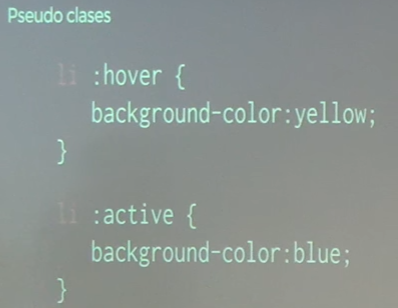 Pseudo clases
li :hover {
background-color:yellow;
}
li :active {
background-color:blue;
}